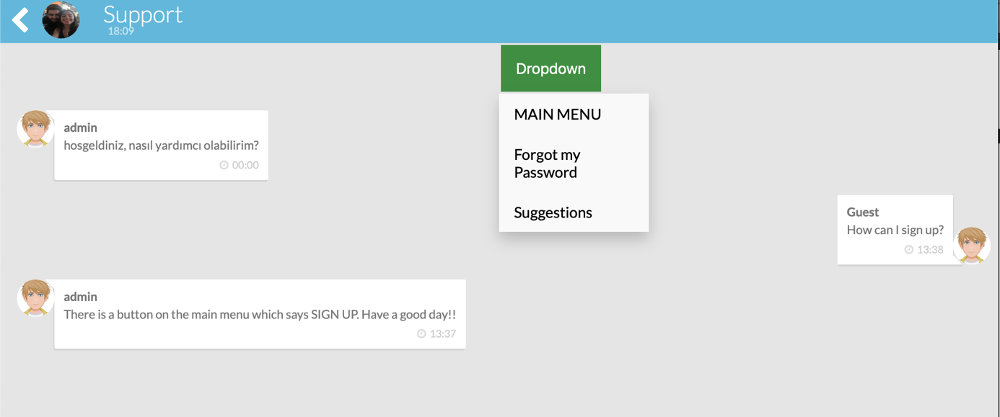 Support
18:09
Dropdown
MAIN MENU
Forgot my
Password
Suggestions
admin
hosgeldiniz, nasıl yardımcı olabilirim?
00:00
Guest
How can I sign up?
13:38
admin
There is a button on the main menu which says SIGN UP. Have a good day!!
13:37